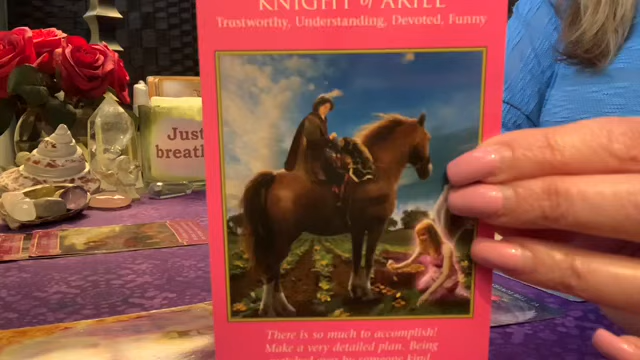 KNIGHT of ARIEL
Trustworthy, Understanding, Devoted, Funny
Just
breath
There is so much to accomplish!
Make a very detailed plan. Being
by someone kind